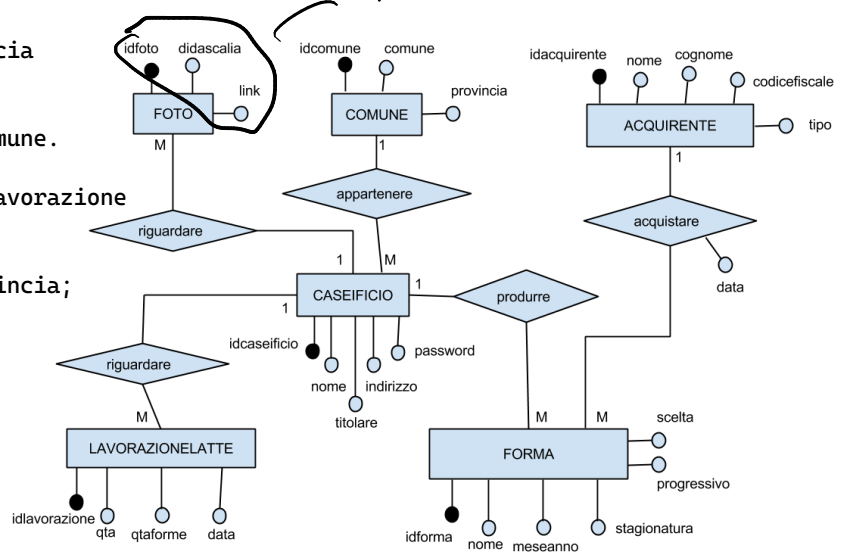 cia
mune.
avorazione
incia;
idfoto didascalia
link
FOTO
M
idcomune comune
provincia
COMUNE
1
idacquirente nome cognome
codicefiscale
tipo
ACQUIRENTE
1
riguardare
appartenere
acquistare
data
1 M
CASEIFICIO
1
1
produrre
idcaseificio
nome
titolare
indirizzo
password
riguardare
M
LAVORAZIONELATTE
idlavorazione
qta
qtaforme
data
M M
FORMA
scelta
progressivo
idforma
nome
meseanno
stagionatura